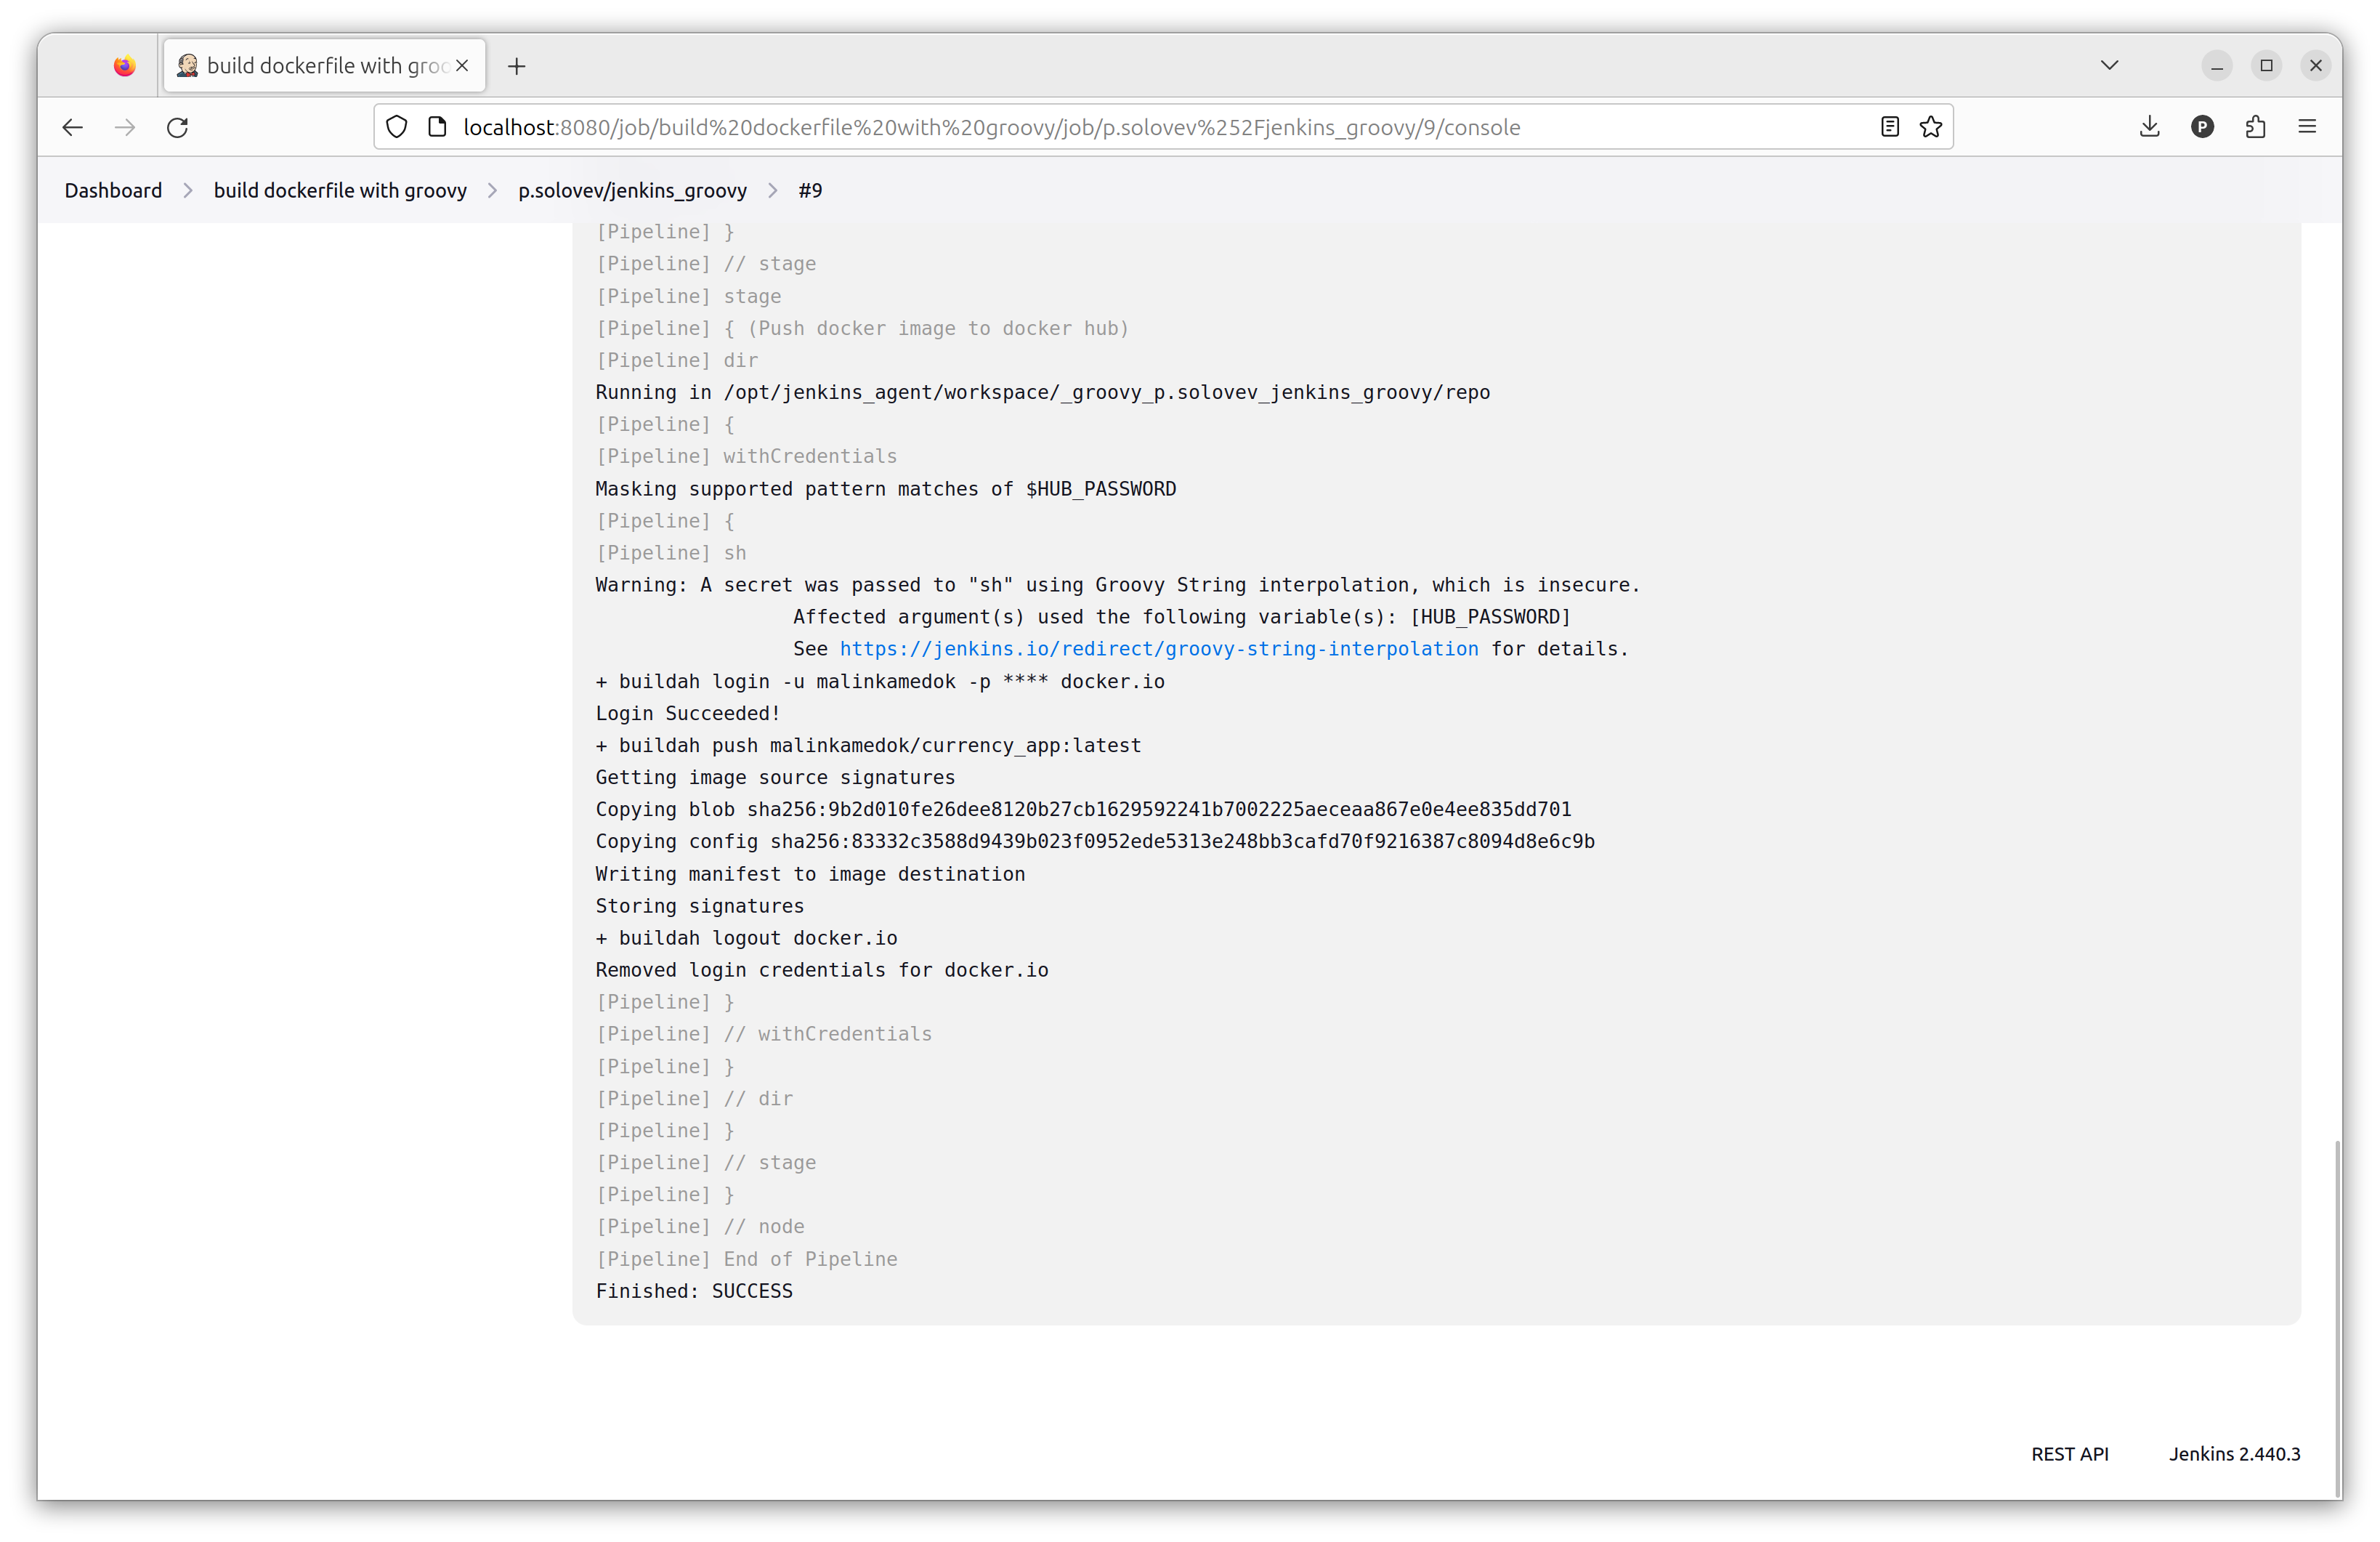 build dockerfile with groo
localhost:8080/job/build%20dockerfile%20with%20groovy/job/p.solovev%252Fjenkins_groovy/9/console
P
Dashboard > build dockerfile with groovy > p.solovev/jenkins_groovy > #9
[Pipeline] }
[Pipeline] // stage
[Pipeline] stage
[Pipeline] { (Push docker image to docker hub)
[Pipeline] dir
Running in /opt/jenkins_agent/workspace/_groovy_p.solovev_jenkins_groovy/repo
[Pipeline] {
[Pipeline] withCredentials
Masking supported pattern matches of $HUB_PASSWORD
[Pipeline] {
[Pipeline] sh
Warning: A secret was passed to "sh" using Groovy String interpolation, which is insecure.
Affected argument(s) used the following variable(s): [HUB_PASSWORD]
See https://jenkins.io/redirect/groovy-string-interpolation for details.
+ buildah login -u malinkamedok -p **** docker.io
Login Succeeded!
+ buildah push malinkamedok/currency_app:latest
Getting image source signatures
Copying blob sha256:9b2d010fe26dee8120b27cb1629592241b7002225aeceaa867e0e4ee835dd701
Copying config sha256:83332c3588d9439b023f0952ede5313e248bb3cafd70f9216387c8094d8e6c9b
Writing manifest to image destination
Storing signatures
+ buildah logout docker.io
Removed login credentials for docker.io
[Pipeline] }
[Pipeline] // withCredentials
[Pipeline] }
[Pipeline] // dir
[Pipeline] }
[Pipeline] // stage
[Pipeline] }
[Pipeline] // node
[Pipeline] End of Pipeline
Finished: SUCCESS
REST API Jenkins 2.440.3